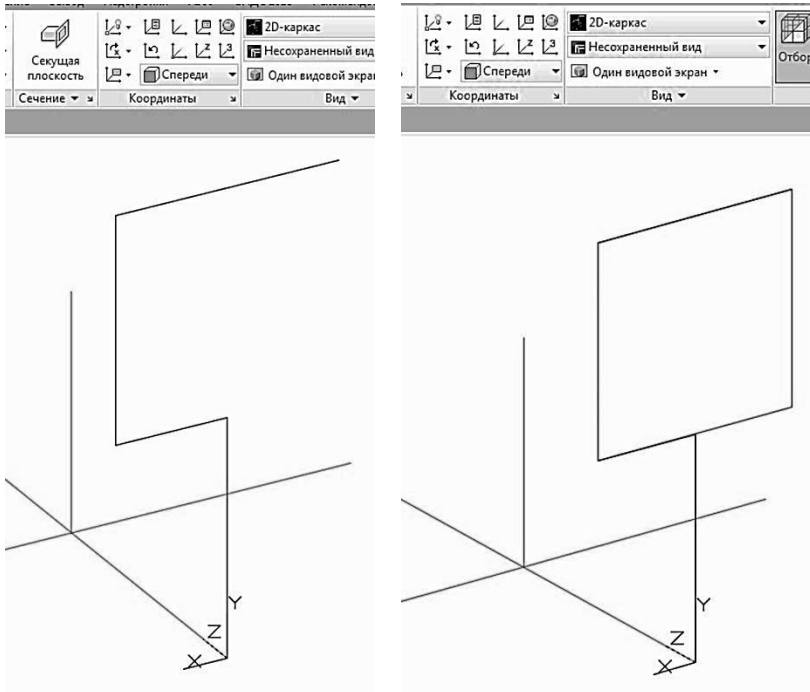 2D-каркас
Секущая
плоскость
Несохраненный вид
Спереди
Один видовой экран
Сечение
Координаты
Вид
2D-каркас
Несохраненный вид
Спереди
Один видовой экран
Отбор
Координаты
Вид
Y
Z
X
Y
Z
X